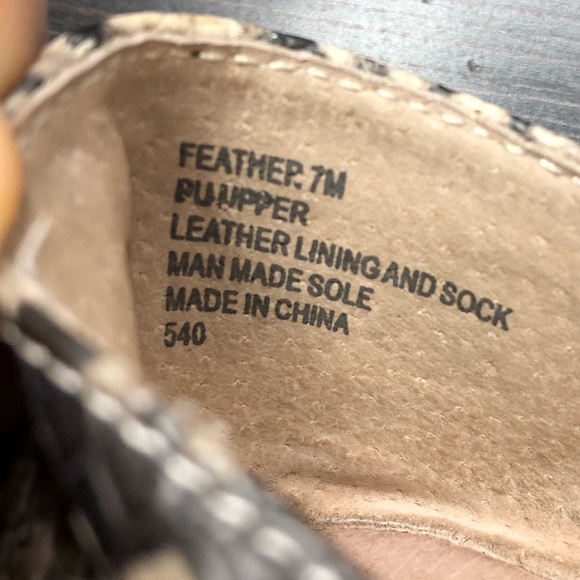 FEATHER. 7M
PU UPPER
LEATHER LINING AND SOCK
MAN MADE SOLE
MADE IN CHINA
540